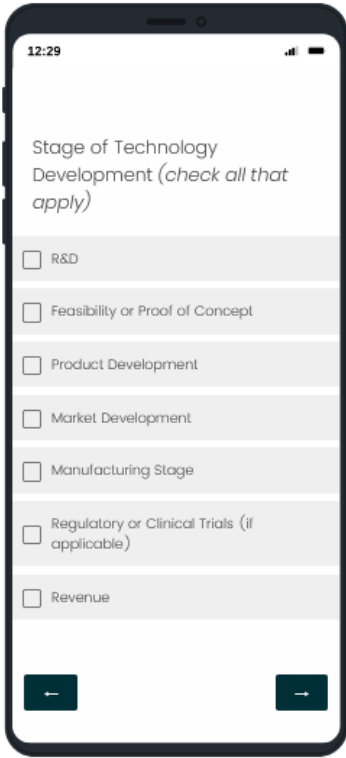 12:29
Stage of Technology
Development (check all that
apply)
R&D
Feasibility or Proof of Concept
Product Development
Market Development
Manufacturing Stage
Regulatory or Clinical Trials (if
applicable)
Revenue
← →